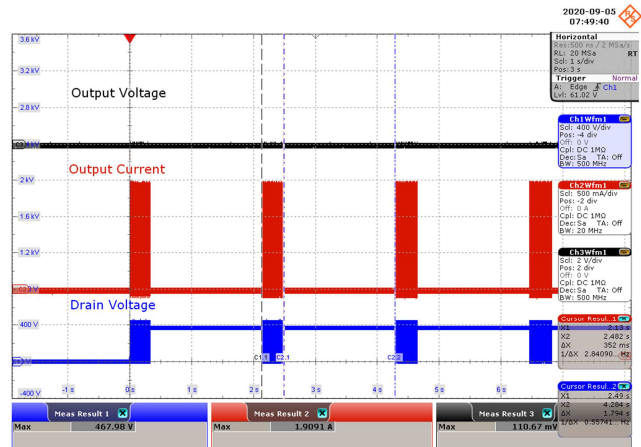 2020-09-05
07:49:40
Horizontal
Res:500 ns / 2 MSa/s
RL: 20 MSa RT
Scl: 1 s/div
Pos:3 s
Trigger Normal
A: Edge Ch1
Lvl: 61.02 V
3.6 kV
3.2 kV
2.8 kV
2 kV
1.6 kV
1.2 kV
400 V
-400 V
Output Voltage
Output Current
Drain Voltage
C1.1
C2.1
C2.2
-1 s
0 s
1 s
2 s
3 s
4 s
5 s
6 s
Ch1Wfm1
Scl: 400 V/div
Pos: -4 div
Off: 0 V
Cpl: DC 1MΩ
Dec:Sa TA: Off
BW: 500 MHz
Ch2Wfm1
Scl: 500 mA/div
Pos: -2 div
Off: 0 A
Cpl: DC 1MΩ
Dec:Sa TA: Off
BW: 20 MHz
Ch3Wfm1
Scl: 2 V/div
Pos: 2 div
Off: 0 V
Cpl: DC 1MΩ
Dec:Sa TA: Off
BW: 500 MHz
Cursor Resul...1
X1 2.13 s
X2 2.482 s
ΔX 352 ms
1/ΔX 2.84090... Hz
Cursor Resul...2
X1 2.49 s
X2 4.284 s
ΔX 1.794 s
1/ΔX 0.55741... Hz
Meas Result 1
Max 467.98 V
Meas Result 2
Max 1.9091 A
Meas Result 3
Max 110.67 mV